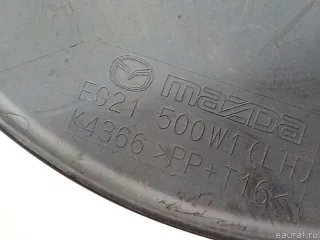 mazda
EG21 500W1(LH)
K4366 >PP+T16<
eaural.ru